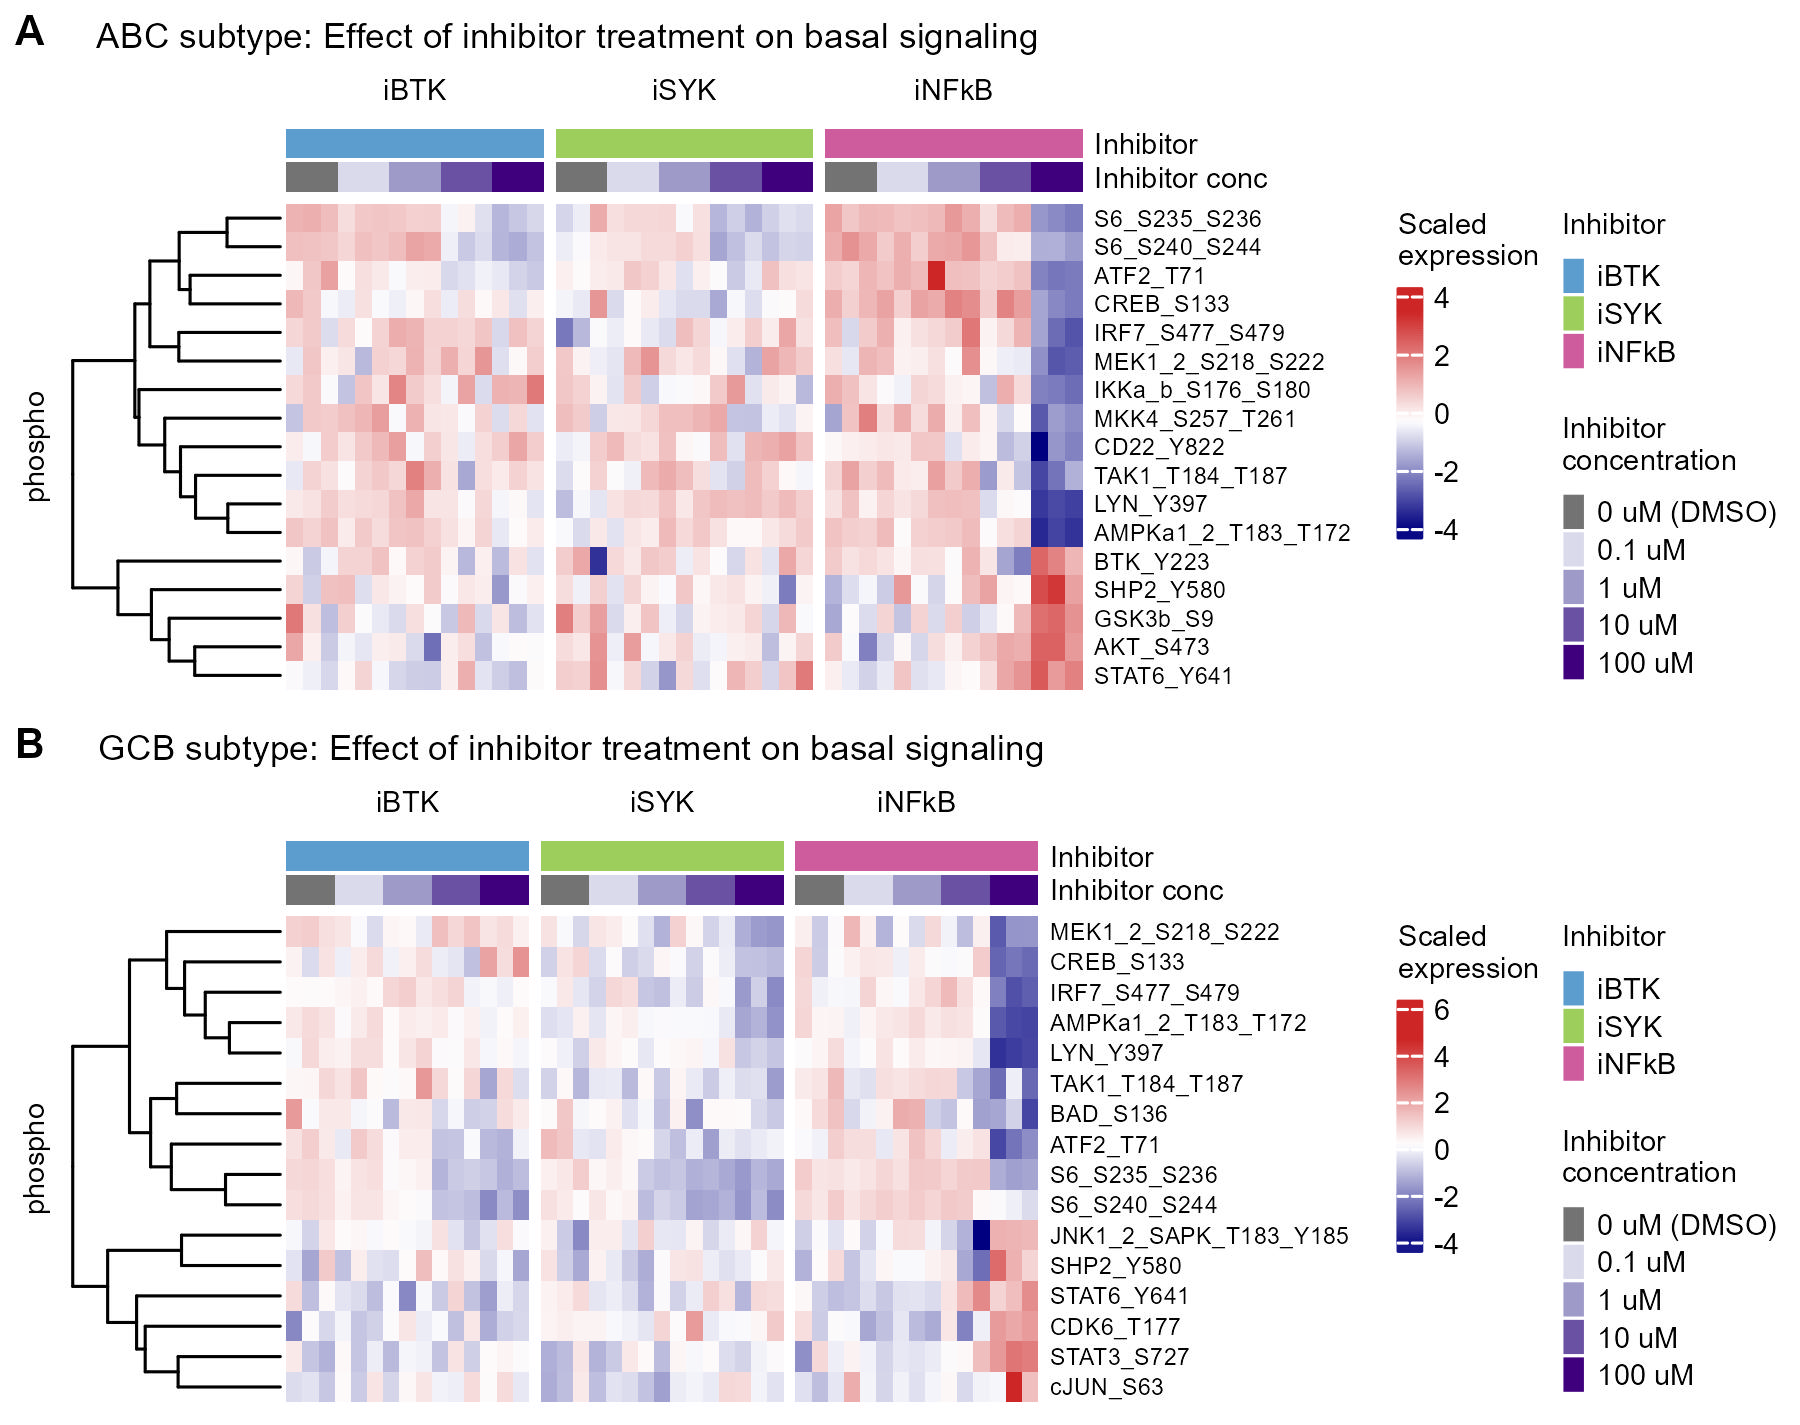 A ABC subtype: Effect of inhibitor treatment on basal signaling
iBTK iSYK iNFkB
Inhibitor
Inhibitor conc
phospho
S6_S235_S236
S6_S240_S244
ATF2_T71
CREB_S133
IRF7_S477_S479
MEK1_2_S218_S222
IKKa_b_S176_S180
MKK4_S257_T261
CD22_Y822
TAK1_T184_T187
LYN_Y397
AMPKa1_2_T183_T172
BTK_Y223
SHP2_Y580
GSK3b_S9
AKT_S473
STAT6_Y641
Scaled
expression
4
2
0
-2
-4
Inhibitor
iBTK
iSYK
iNFkB
Inhibitor
concentration
0 uM (DMSO)
0.1 uM
1 uM
10 uM
100 uM
B GCB subtype: Effect of inhibitor treatment on basal signaling
iBTK iSYK iNFkB
Inhibitor
Inhibitor conc
phospho
MEK1_2_S218_S222
CREB_S133
IRF7_S477_S479
AMPKa1_2_T183_T172
LYN_Y397
TAK1_T184_T187
BAD_S136
ATF2_T71
S6_S235_S236
S6_S240_S244
JNK1_2_SAPK_T183_Y185
SHP2_Y580
STAT6_Y641
CDK6_T177
STAT3_S727
cJUN_S63
Scaled
expression
6
4
2
0
-2
-4
Inhibitor
iBTK
iSYK
iNFkB
Inhibitor
concentration
0 uM (DMSO)
0.1 uM
1 uM
10 uM
100 uM